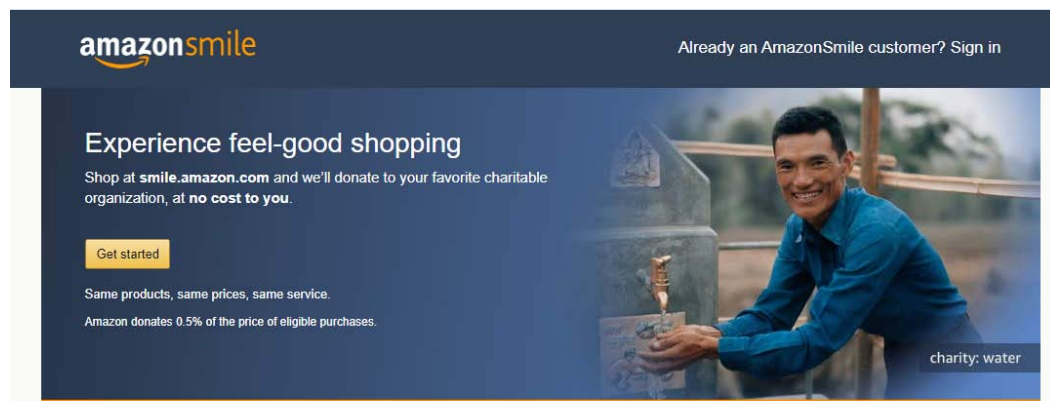 amazonsmile
Already an AmazonSmile customer? Sign in
Experience feel-good shopping
Shop at smile.amazon.com and we'll donate to your favorite charitable
organization, at no cost to you.
Get started
Same products, same prices, same service.
Amazon donates 0.5% of the price of eligible purchases.
charity: water